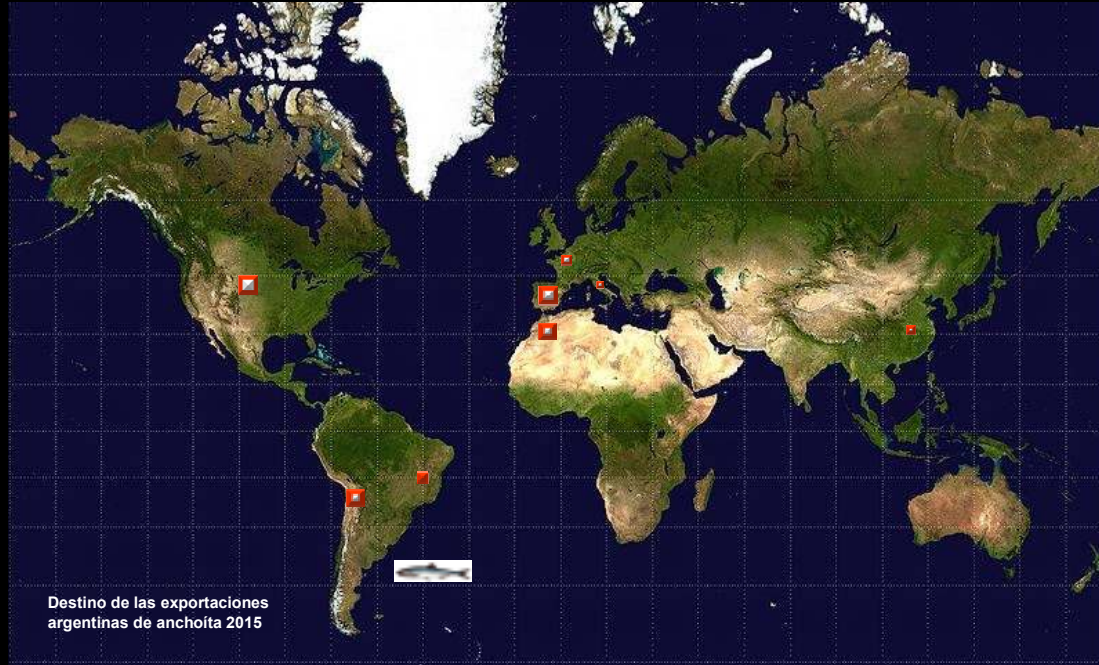 Destino de las exportaciones
argentinas de anchoíta 2015